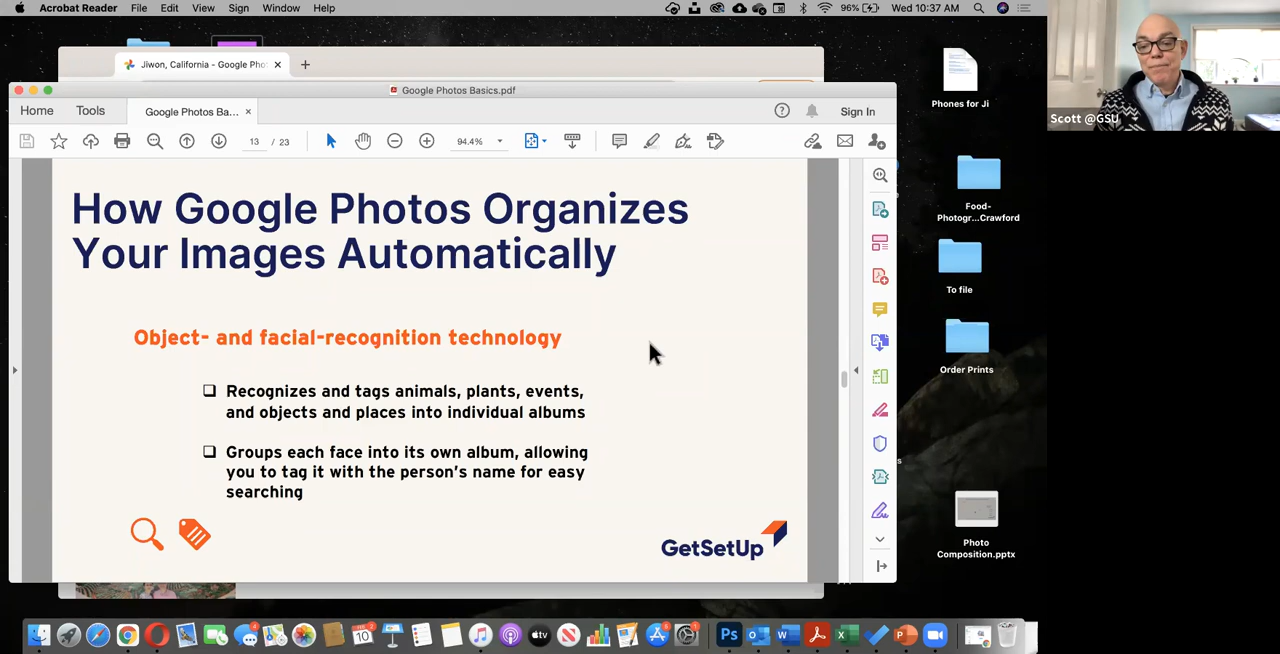 Acrobat Reader File Edit View Sign Window Help
96% Wed 10:37 AM
Jiwon, California - Google Pho
Google Photos Basics.pdf
Home Tools Google Photos Ba... Sign In
13 / 23 94.4%
How Google Photos Organizes
Your Images Automatically
Object- and facial-recognition technology
❑ Recognizes and tags animals, plants, events,
and objects and places into individual albums
❑ Groups each face into its own album, allowing
you to tag it with the person's name for easy
searching
GetSetUp
Phones for Ji
Food-
Photogr...Crawford
To file
Order Prints
Photo
Composition.pptx
Scott @GSU